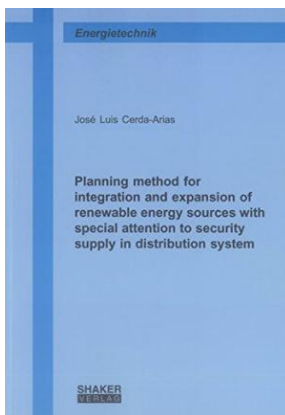 Energietechnik
José Luis Cerda-Arias
Planning method for
integration and expansion of
renewable energy sources with
special attention to security
supply in distribution system
SHAKER
VERLAG